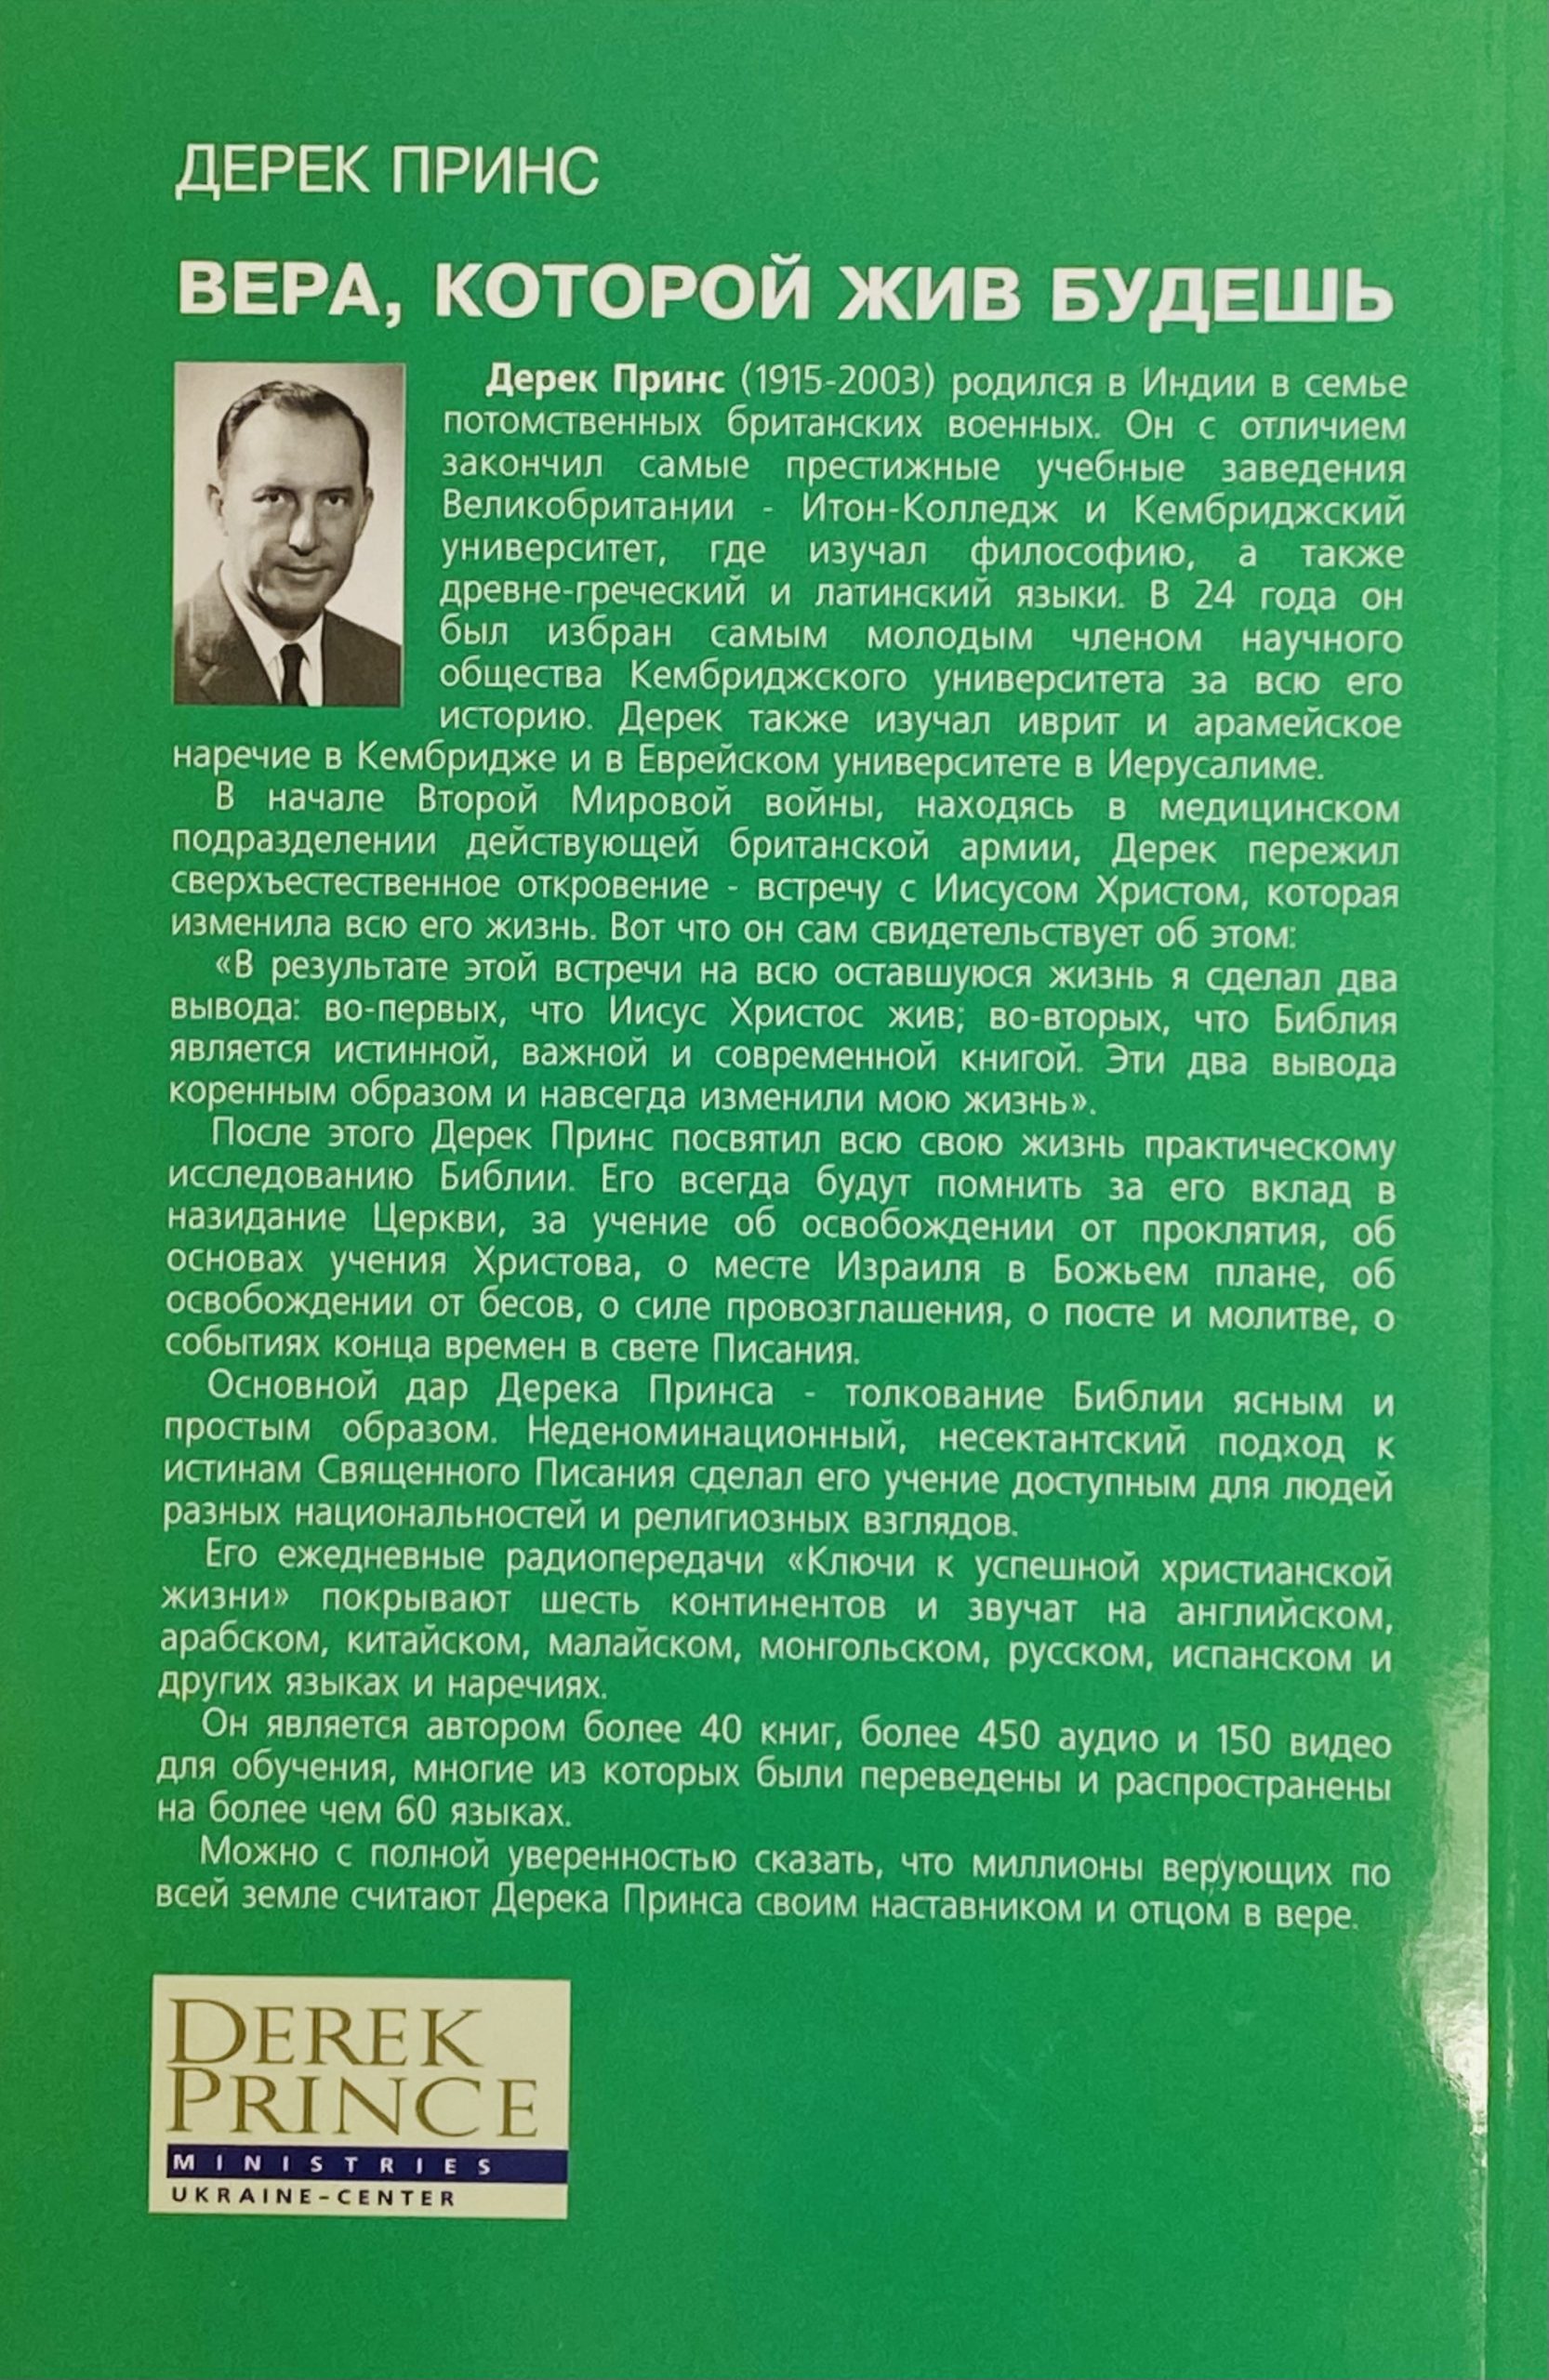 ДЕРЕК ПРИНС
ВЕРА, КОТОРОЙ ЖИВ БУДЕШЬ
Дерек Принс (1915-2003) родился в Индии в семье
потомственных британских военных. Он с отличием
закончил самые престижные учебные заведения
Великобритании - Итон-Колледж и Кембриджский
университет, где изучал философию, а также
древне-греческий и латинский языки. В 24 года он
был избран самым молодым членом научного
общества Кембриджского университета за всю его
историю. Дерек также изучал иврит и арамейское
наречие в Кембридже и в Еврейском университете в Иерусалиме.
В начале Второй Мировой войны, находясь в медицинском
подразделении действующей британской армии, Дерек пережил
сверхъестественное откровение - встречу с Иисусом Христом, которая
изменила всю его жизнь. Вот что он сам свидетельствует об этом:
«В результате этой встречи на всю оставшуюся жизнь я сделал два
вывода: во-первых, что Иисус Христос жив; во-вторых, что Библия
является истинной, важной и современной книгой. Эти два вывода
коренным образом и навсегда изменили мою жизнь».
После этого Дерек Принс посвятил всю свою жизнь практическому
исследованию Библии. Его всегда будут помнить за его вклад в
назидание Церкви, за учение об освобождении от проклятия, об
основах учения Христова, о месте Израиля в Божьем плане, об
освобождении от бесов, о силе провозглашения, о посте и молитве, о
событиях конца времен в свете Писания.
Основной дар Дерека Принса - толкование Библии ясным и
простым образом. Неденоминационный, несектантский подход к
истинам Священного Писания сделал его учение доступным для людей
разных национальностей и религиозных взглядов.
Его ежедневные радиопередачи «Ключи к успешной христианской
жизни» покрывают шесть континентов и звучат на английском,
арабском, китайском, малайском, монгольском, русском, испанском и
других языках и наречиях.
Он является автором более 40 книг, более 450 аудио и 150 видео
для обучения, многие из которых были переведены и распространены
на более чем 60 языках.
Можно с полной уверенностью сказать, что миллионы верующих по
всей земле считают Дерека Принса своим наставником и отцом в вере.
DEREK
PRINCE
MINISTRIES
UKRAINE-CENTER